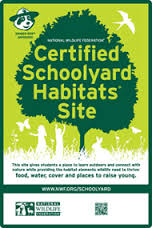 NATIONAL WILDLIFE FEDERATION®
Certified
Schoolyard
Habitats®
Site
This site gives students a place to learn outdoors and connect with
nature while providing the habitat elements wildlife need to thrive:
food, water, cover and places to raise young.
WWW.NWF.ORG/SCHOOLYARD
NATIONAL
WILDLIFE
FEDERATION